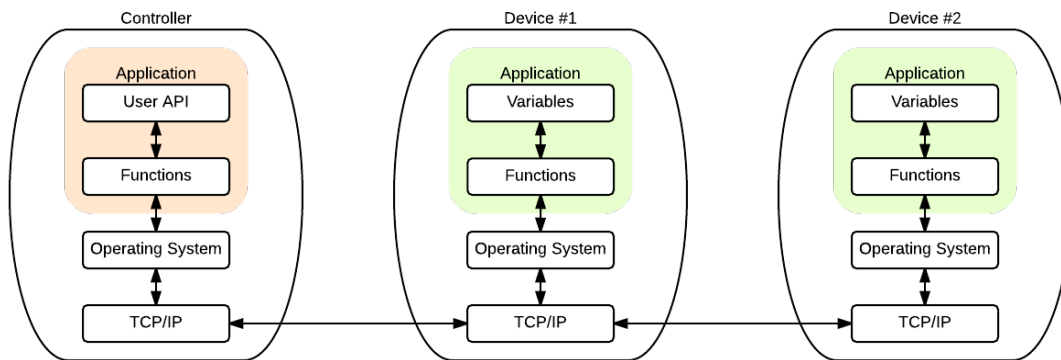 Controller
Application
User API
Functions
Operating System
TCP/IP
Device #1
Application
Variables
Functions
Operating System
TCP/IP
Device #2
Application
Variables
Functions
Operating System
TCP/IP